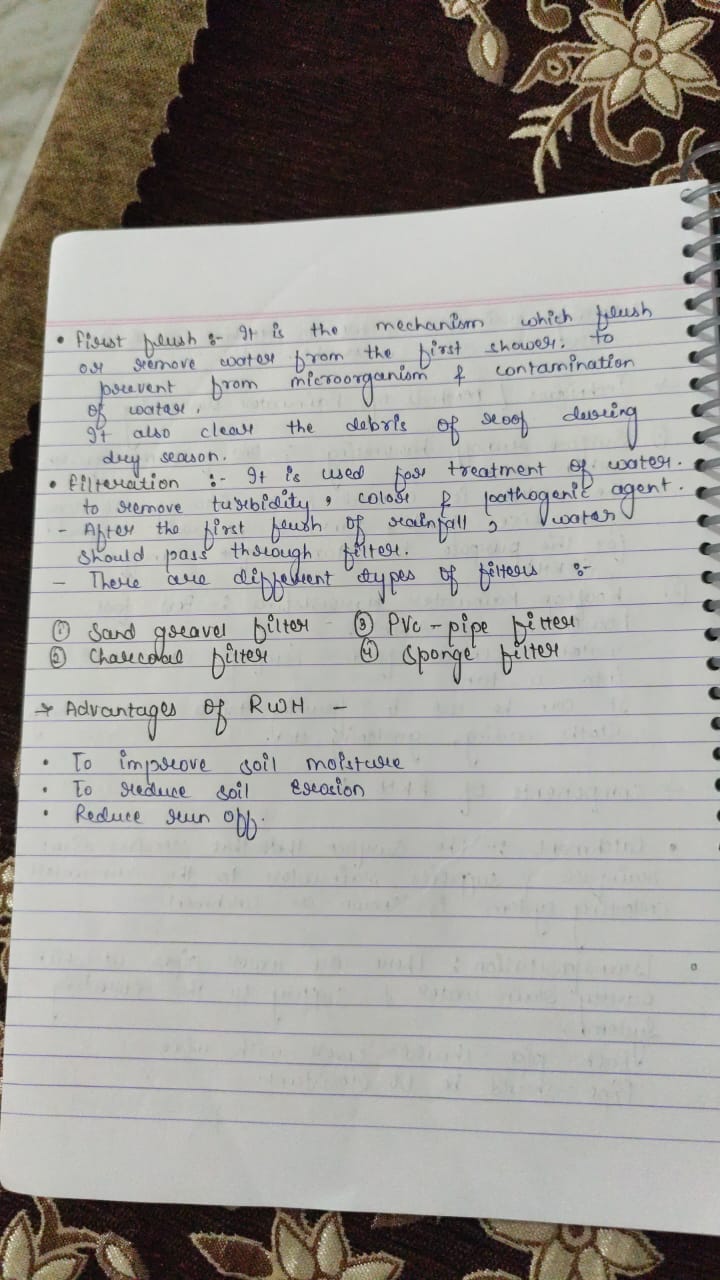 • First flush :- It is the mechanism which flush
or remove water from the first shower. to
prevent from microorganism & contamination
of water.
It also clear the debris of roof during
dry season.
• Filteration :- It is used for treatment of water.
to remove turbidity, colour & pathogenic agent.
- After the first flush of rainfall, water
should pass through filter.
- There are different types of filters :-
① Sand gravel filter ③ PVC - pipe filter
② Charcoal filter ④ Sponge filter
→ Advantages of RWH -
• To improve soil moisture
• To reduce soil Erosion
• Reduce run off.